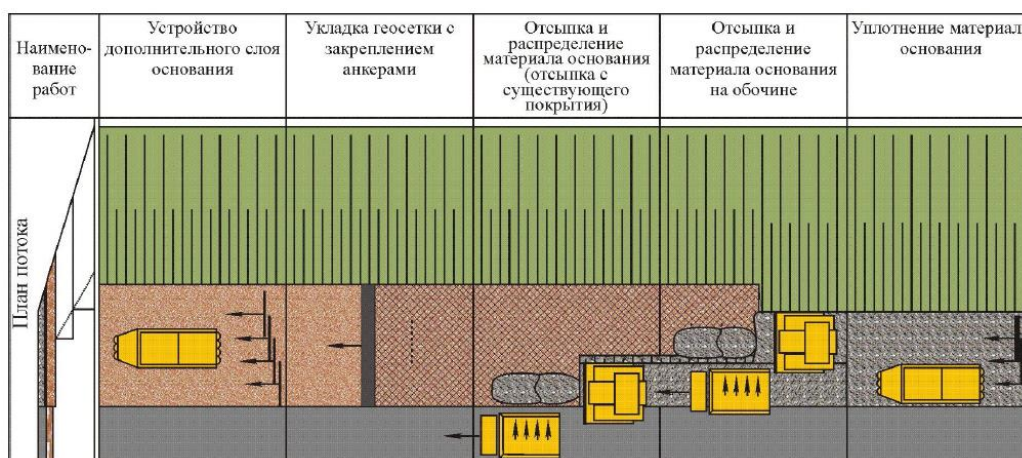 Наимено-
вание
работ
Устройство
дополнительного слоя
основания
Укладка геосетки с
закреплением
анкерами
Отсыпка и
распределение
материала основания
(отсыпка с
существующего
покрытия)
Отсыпка и
распределение
материала основания
на обочине
Уплотнение материал
основания
План потока